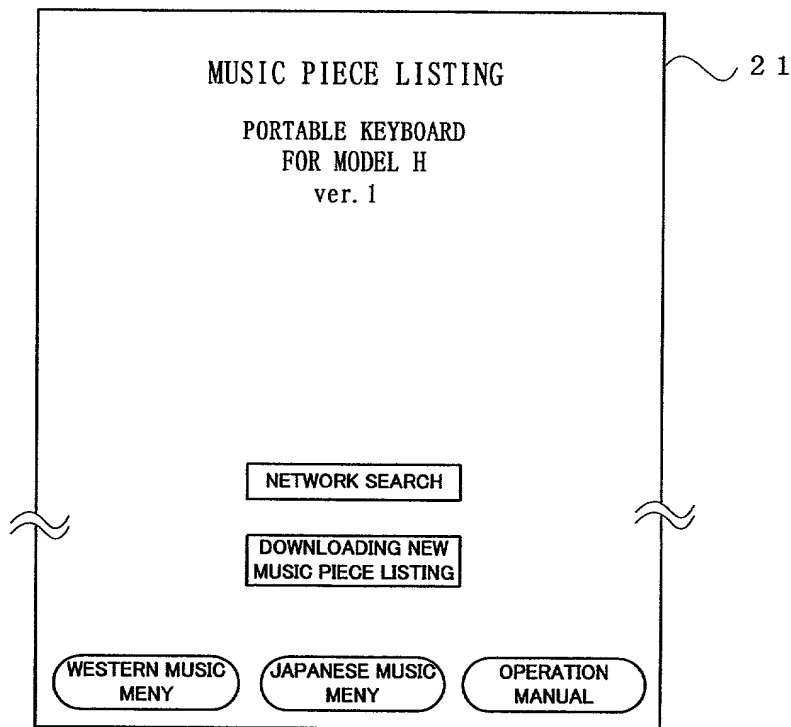 MUSIC PIECE LISTING
21
PORTABLE KEYBOARD
FOR MODEL H
ver. 1
NETWORK SEARCH
DOWNLOADING NEW
MUSIC PIECE LISTING
WESTERN MUSIC
MENY
JAPANESE MUSIC
MENY
OPERATION
MANUAL